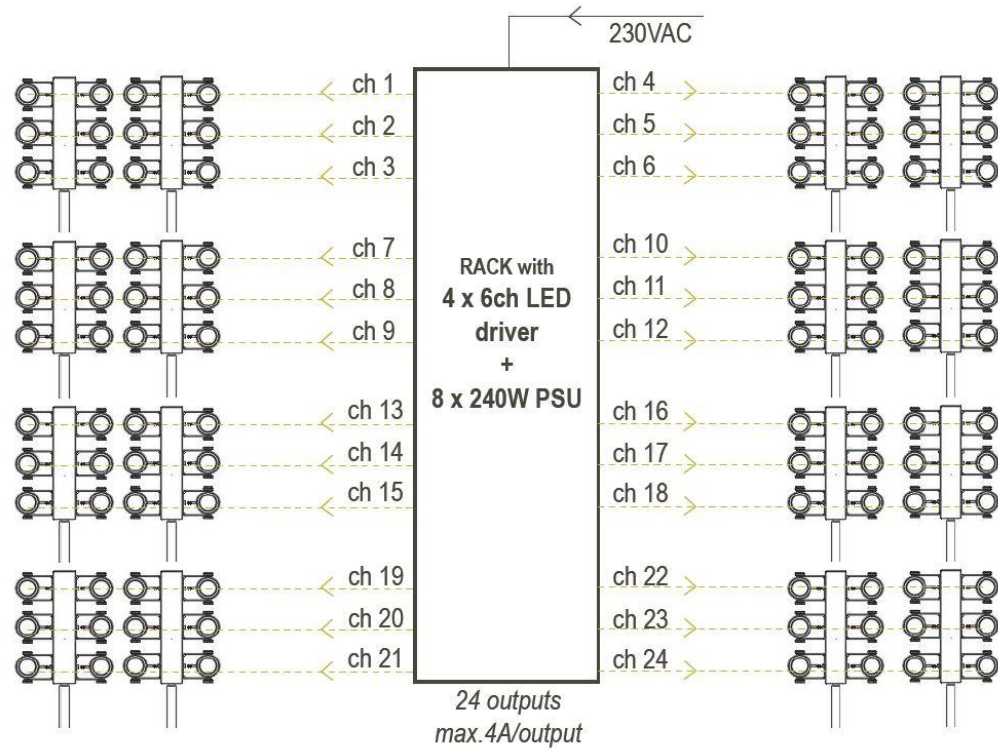 230VAC
ch 1
ch 2
ch 3
ch 4
ch 5
ch 6
ch 7
ch 8
ch 9
ch 10
ch 11
ch 12
RACK with
4 x 6ch LED
driver
+
8 x 240W PSU
ch 13
ch 14
ch 15
ch 16
ch 17
ch 18
ch 19
ch 20
ch 21
ch 22
ch 23
ch 24
24 outputs
max.4A/output